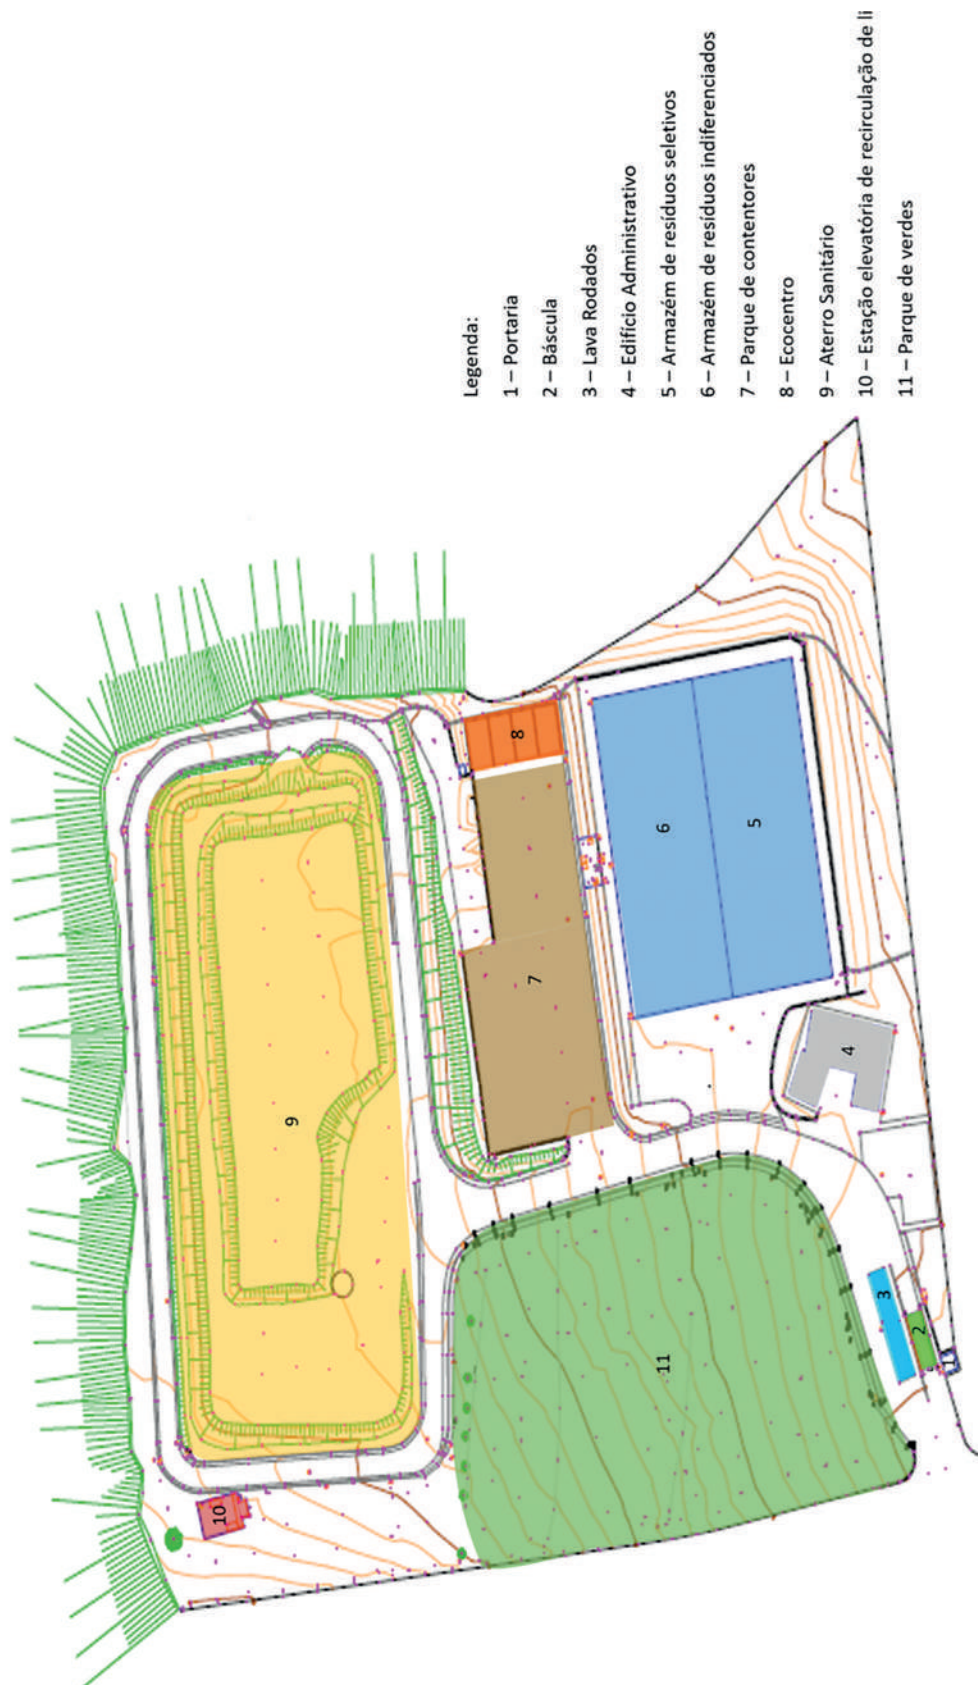 Legenda:
1 – Portaria
2 – Báscula
3 – Lava Rodados
4 – Edifício Administrativo
5 – Armazém de resíduos seletivos
6 – Armazém de resíduos indiferenciados
7 – Parque de contentores
8 – Ecocentro
9 – Aterro Sanitário
10 – Estação elevatória de recirculação de li
11 – Parque de verdes
10
9
8
7
6
5
4
11
3
2
1